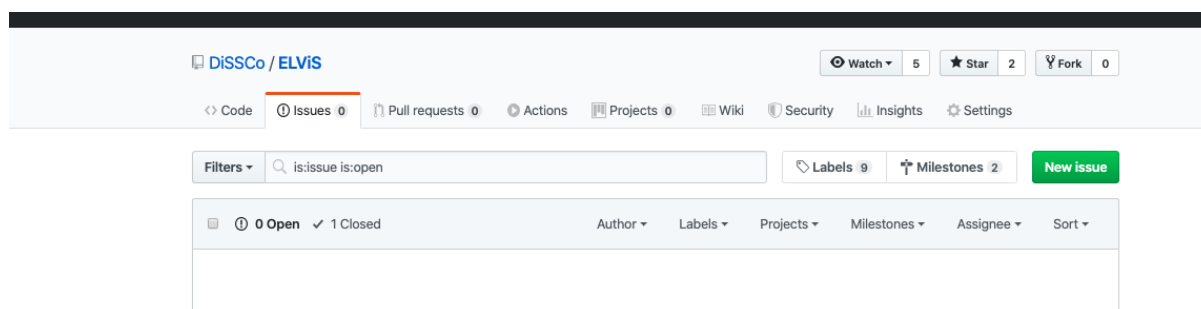 DiSSCo / ELViS
Watch 5 Star 2 Fork 0
Code Issues 0 Pull requests 0 Actions Projects 0 Wiki Security Insights Settings
Filters is:issue is:open Labels 9 Milestones 2 New issue
0 Open 1 Closed Author Labels Projects Milestones Assignee Sort